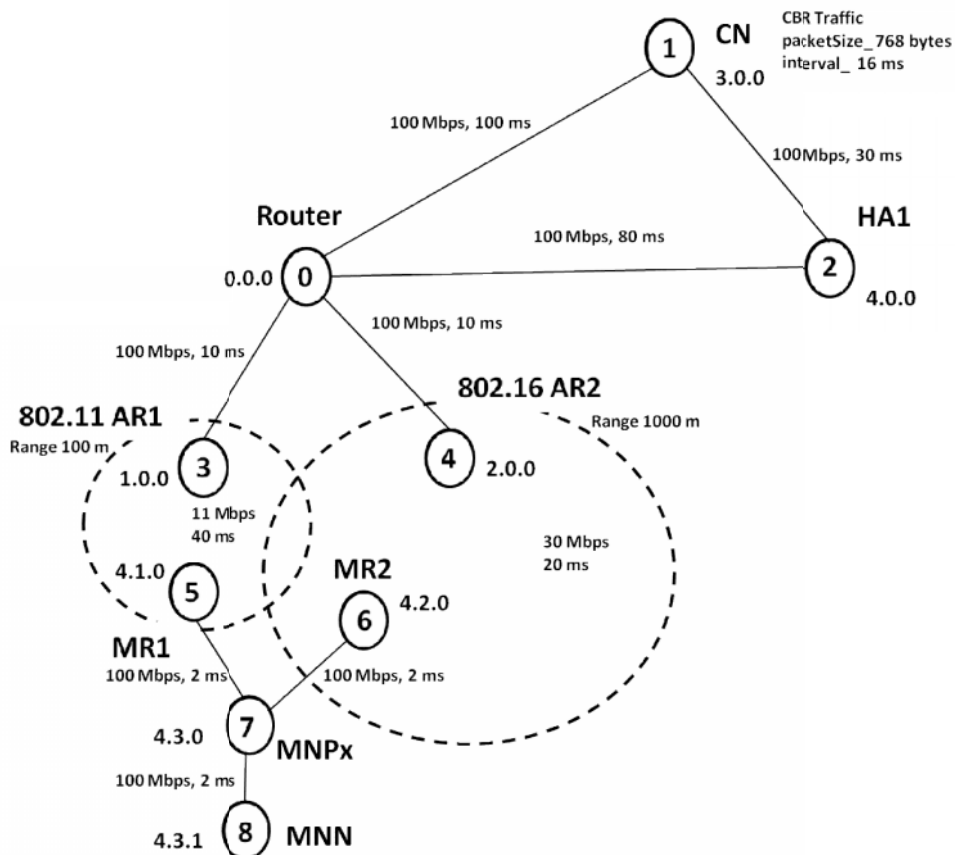 CBR Traffic
packetSize_ 768 bytes
interval_ 16 ms
CN
1
3.0.0
100 Mbps, 100 ms
100Mbps, 30 ms
Router
HA1
100 Mbps, 80 ms
0.0.0
0
2
4.0.0
100 Mbps, 10 ms
100 Mbps, 10 ms
802.16 AR2
802.11 AR1
Range 1000 m
Range 100 m
3
4
1.0.0
2.0.0
11 Mbps
40 ms
30 Mbps
20 ms
4.1.0
5
MR2
4.2.0
6
MR1
100 Mbps, 2 ms
100 Mbps, 2 ms
7
4.3.0
MNPx
100 Mbps, 2 ms
4.3.1
8
MNN